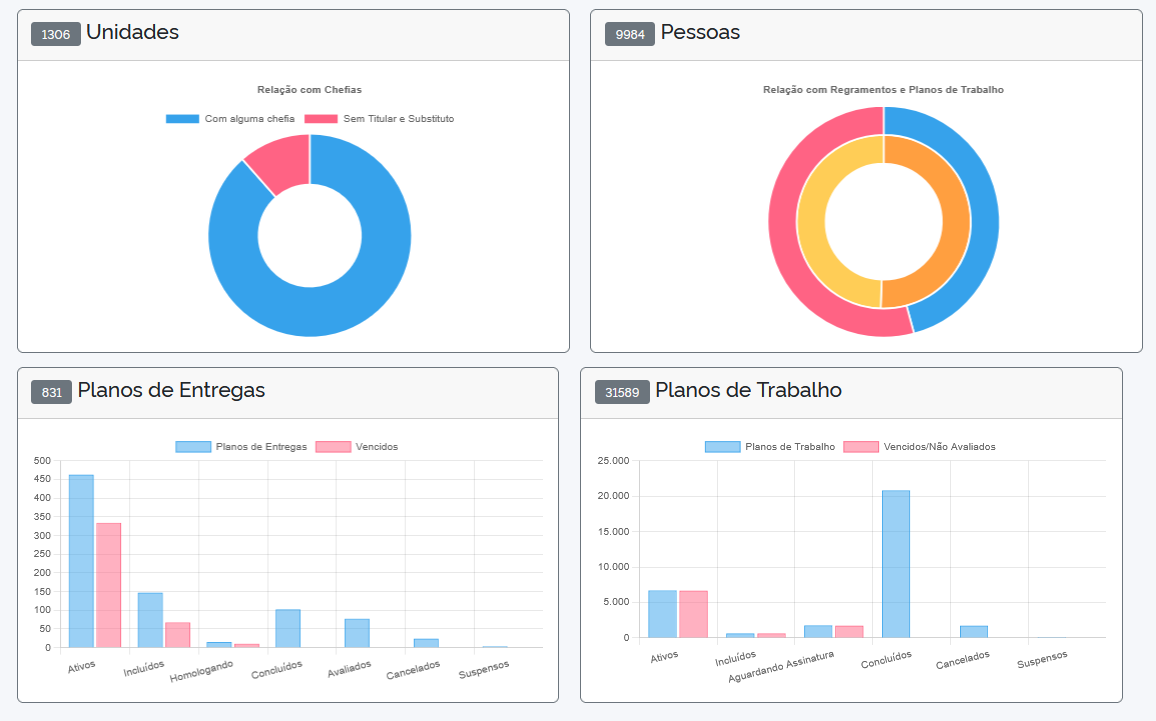 1306 Unidades
Relação com Chefias
Com alguma chefia Sem Titular e Substituto
9984 Pessoas
Relação com Regramentos e Planos de Trabalho
831 Planos de Entregas
Planos de Entregas Vencidos
500
450
400
350
300
250
200
150
100
50
0
Ativos Incluídos Homologando Concluídos Avaliados Cancelados Suspensos
31589 Planos de Trabalho
Planos de Trabalho Vencidos/Não Avaliados
25.000
20.000
15.000
10.000
5.000
0
Ativos Incluídos Aguardando Assinatura Concluídos Cancelados Suspensos